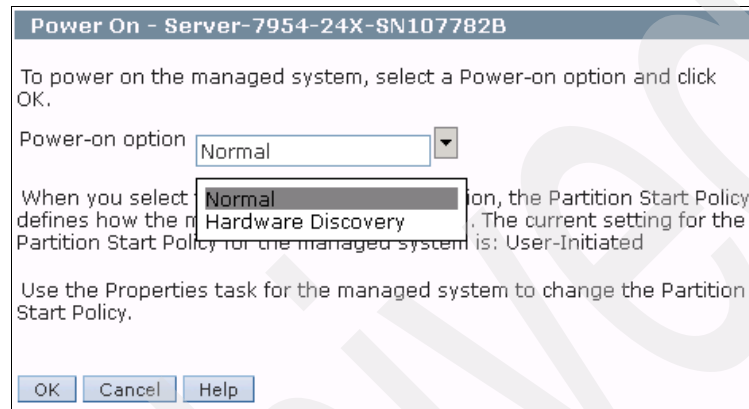 Power On - Server-7954-24X-SN107782B
To power on the managed system, select a Power-on option and click
OK.
Power-on option Normal
Normal
Hardware Discovery
When you select ion, the Partition Start Policy
defines how the m . The current setting for the
Partition Start Policy for the managed system is: User-Initiated
Use the Properties task for the managed system to change the Partition
Start Policy.
OK Cancel Help